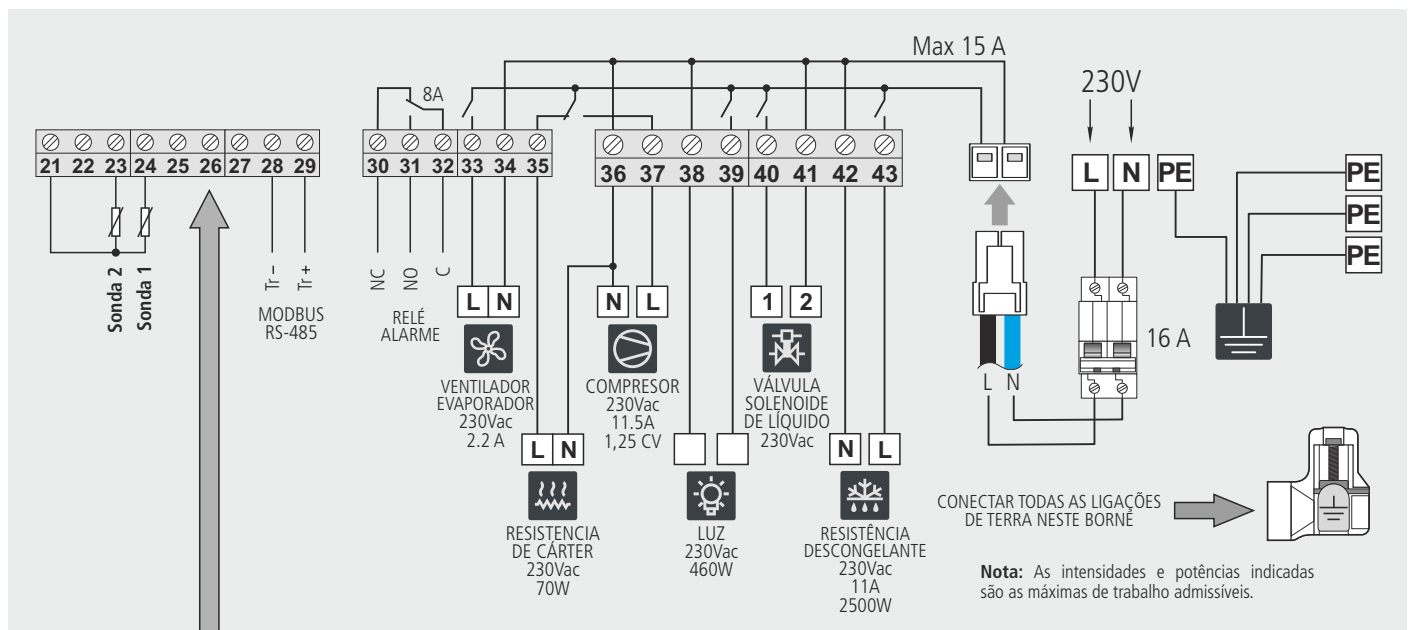 Max 15 A
8A
230V
21 22 23 24 25 26 27 28 29
30 31 32 33 34 35
36 37 38 39 40 41 42 43
L N PE
PE
PE
PE
Sonda 2
Sonda 1
Tr –
Tr +
MODBUS
RS-485
NC
NO
C
RELÉ
ALARME
L N
VENTILADOR
EVAPORADOR
230Vac
2.2 A
N L
COMPRESOR
230Vac
11.5A
1,25 CV
1 2
VÁLVULA
SOLENOIDE
DE LÍQUIDO
230Vac
L N
16 A
L N
RESISTENCIA
DE CÁRTER
230Vac
70W
LUZ
230Vac
460W
N L
RESISTÊNCIA
DESCONGELANTE
230Vac
11A
2500W
CONECTAR TODAS AS LIGAÇÕES
DE TERRA NESTE BORNE
Nota: As intensidades e potências indicadas
são as máximas de trabalho admissíveis.